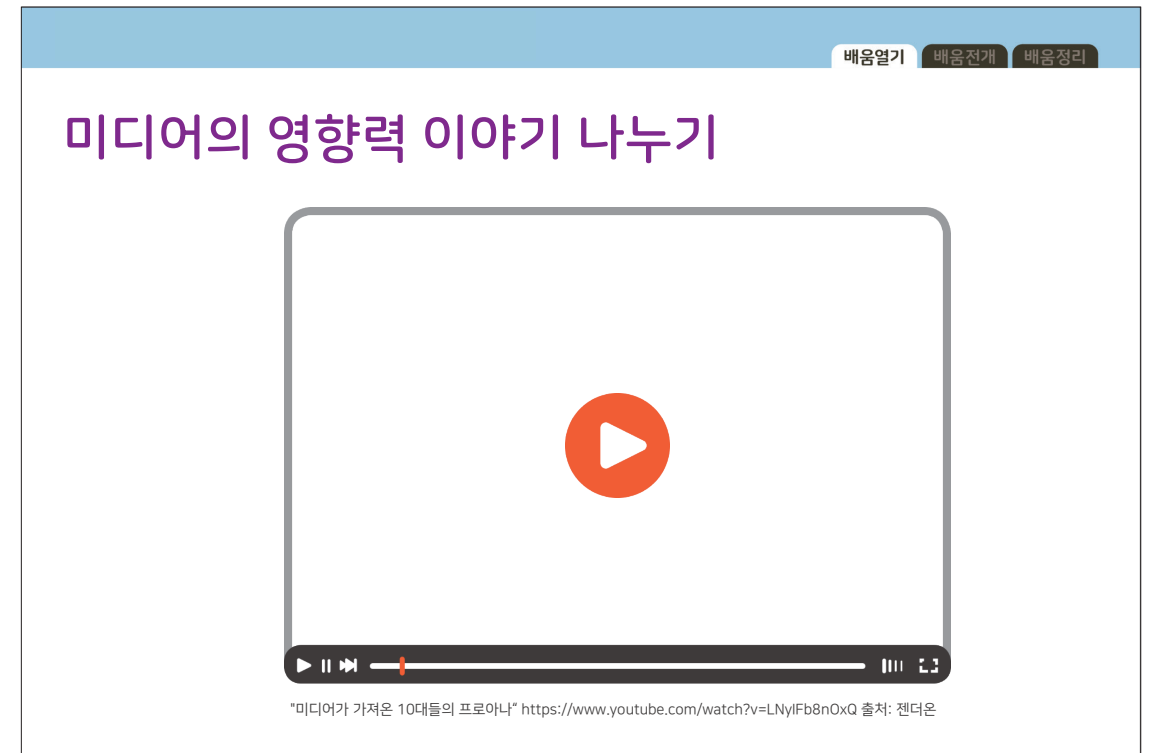 배움열기 배움전개 배움정리
미디어의 영향력 이야기 나누기
"미디어가 가져온 10대들의 프로아나“ https://www.youtube.com/watch?v=LNylFb8nOxQ 출처: 젠더온